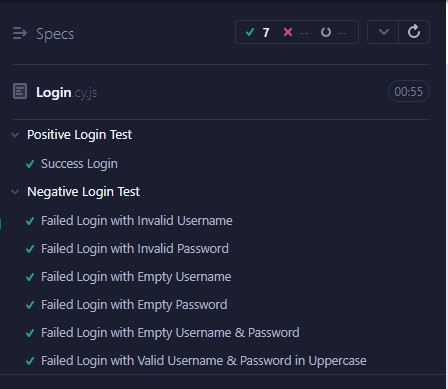 Specs 7 -- --
Login.cy.js 00:55
Positive Login Test
Success Login
Negative Login Test
Failed Login with Invalid Username
Failed Login with Invalid Password
Failed Login with Empty Username
Failed Login with Empty Password
Failed Login with Empty Username & Password
Failed Login with Valid Username & Password in Uppercase